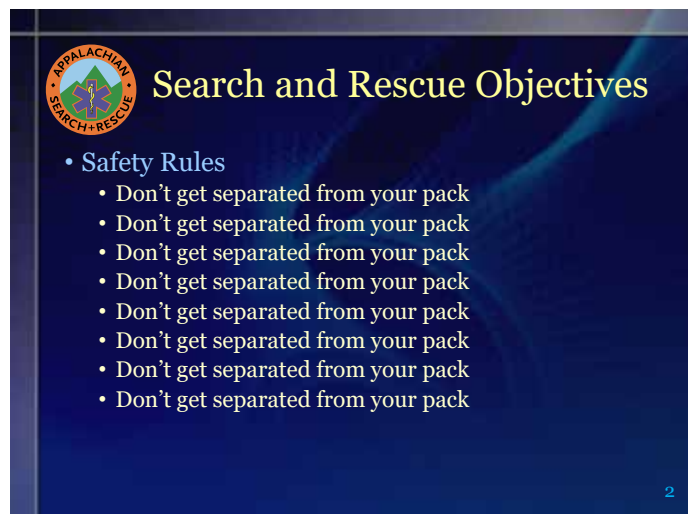 APPALACHIAN
SEARCH+RESCUE
Search and Rescue Objectives
• Safety Rules
• Don’t get separated from your pack
• Don’t get separated from your pack
• Don’t get separated from your pack
• Don’t get separated from your pack
• Don’t get separated from your pack
• Don’t get separated from your pack
• Don’t get separated from your pack
• Don’t get separated from your pack
2